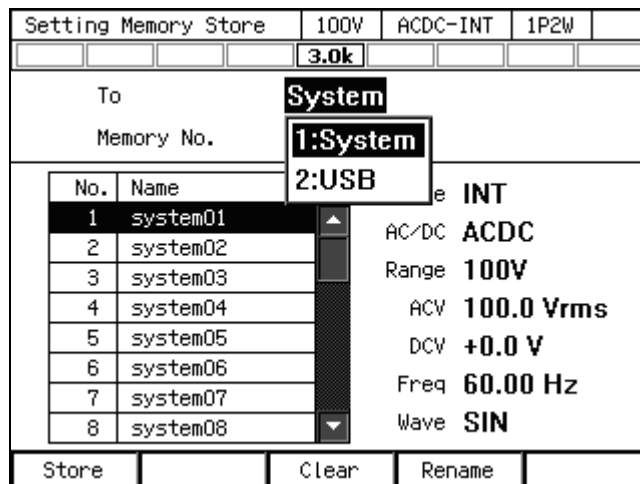 Setting Memory Store 100V ACDC-INT 1P2W
3.0k
To System
Memory No.
1:System
2:USB
No. Name
e INT
1 system01
AC/DC ACDC
2 system02
Range 100V
3 system03
4 system04
ACV 100.0 Vrms
5 system05
DCV +0.0 V
6 system06
Freq 60.00 Hz
7 system07
8 system08
Wave SIN
Store Clear Rename